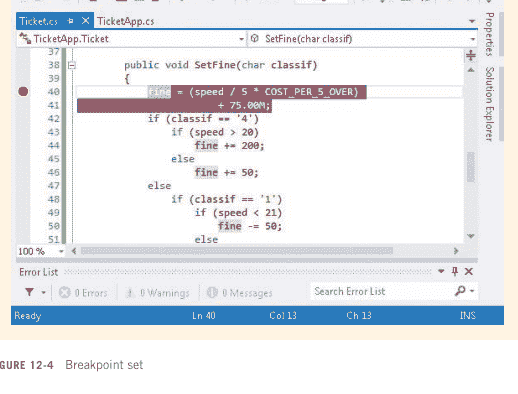 Ticket.cs TicketApp.cs
TicketApp.Ticket SetFine(char classif)
37
38 public void SetFine(char classif)
39 {
40 fine = (speed / 5 * COST_PER_5_OVER)
41 + 75.00M;
42 if (classif == '4')
43 if (speed > 20)
44 fine += 200;
45 else
46 fine += 50;
47 else
48 if (classif == '1')
49 if (speed < 21)
50 fine -= 50;
51 else
100 %
Properties
Solution Explorer
Error List
0 Errors 0 Warnings 0 Messages Search Error List
Ready Ln 40 Col 13 Ch 13 INS
GURE 12-4 Breakpoint set